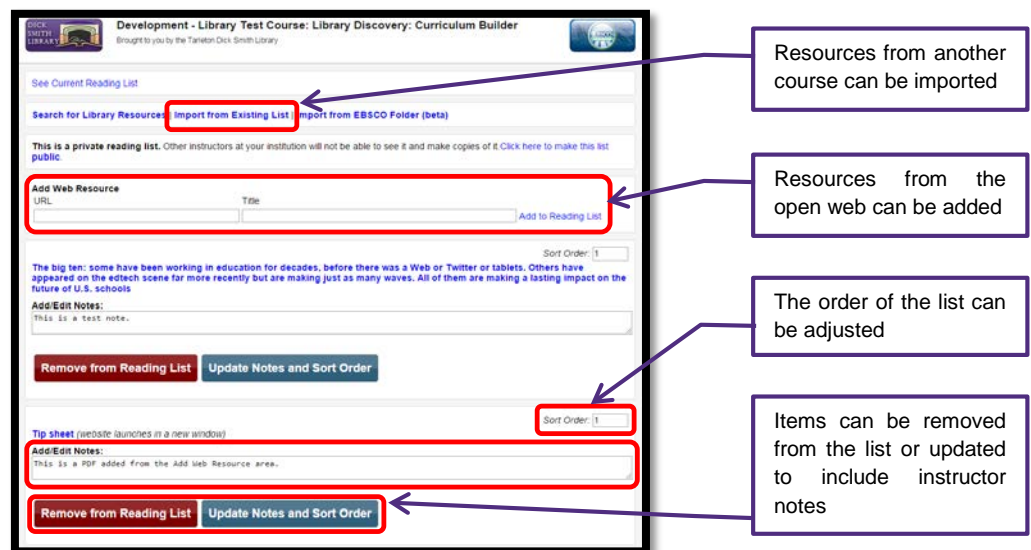 DICK
SMITH
LIBRARY
Development - Library Test Course: Library Discovery: Curriculum Builder
Brought to you by the Tarleton Dick Smith Library
See Current Reading List
Search for Library Resources | Import from Existing List | Import from EBSCO Folder (beta)
This is a private reading list. Other instructors at your institution will not be able to see it and make copies of it Click here to make this list
public.
Add Web Resource
URL Title
Add to Reading List
Sort Order: 1
The big ten: some have been working in education for decades, before there was a Web or Twitter or tablets. Others have
appeared on the edtech scene far more recently but are making just as many waves. All of them are making a lasting impact on the
future of U.S. schools
Add/Edit Notes:
This is a test note.
Remove from Reading List Update Notes and Sort Order
Sort Order: 1
Tip sheet (website launches in a new window)
Add/Edit Notes:
This is a PDF added from the Add Web Resource area.
Remove from Reading List Update Notes and Sort Order
Resources from another
course can be imported
Resources from the
open web can be added
The order of the list can
be adjusted
Items can be removed
from the list or updated
to include instructor
notes